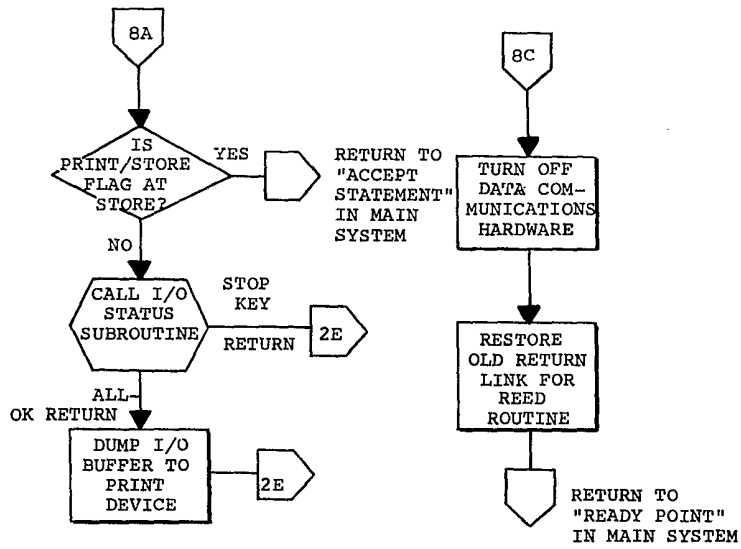 8A
IS
PRINT/STORE
FLAG AT
STORE?
YES
RETURN TO
"ACCEPT
STATEMENT"
IN MAIN
SYSTEM
NO
CALL I/O
STATUS
SUBROUTINE
STOP
KEY
RETURN
2E
ALL-
OK RETURN
DUMP I/O
BUFFER TO
PRINT
DEVICE
2E
8C
TURN OFF
DATA COM-
MUNICATIONS
HARDWARE
RESTORE
OLD RETURN
LINK FOR
REED
ROUTINE
RETURN TO
"READY POINT"
IN MAIN SYSTEM